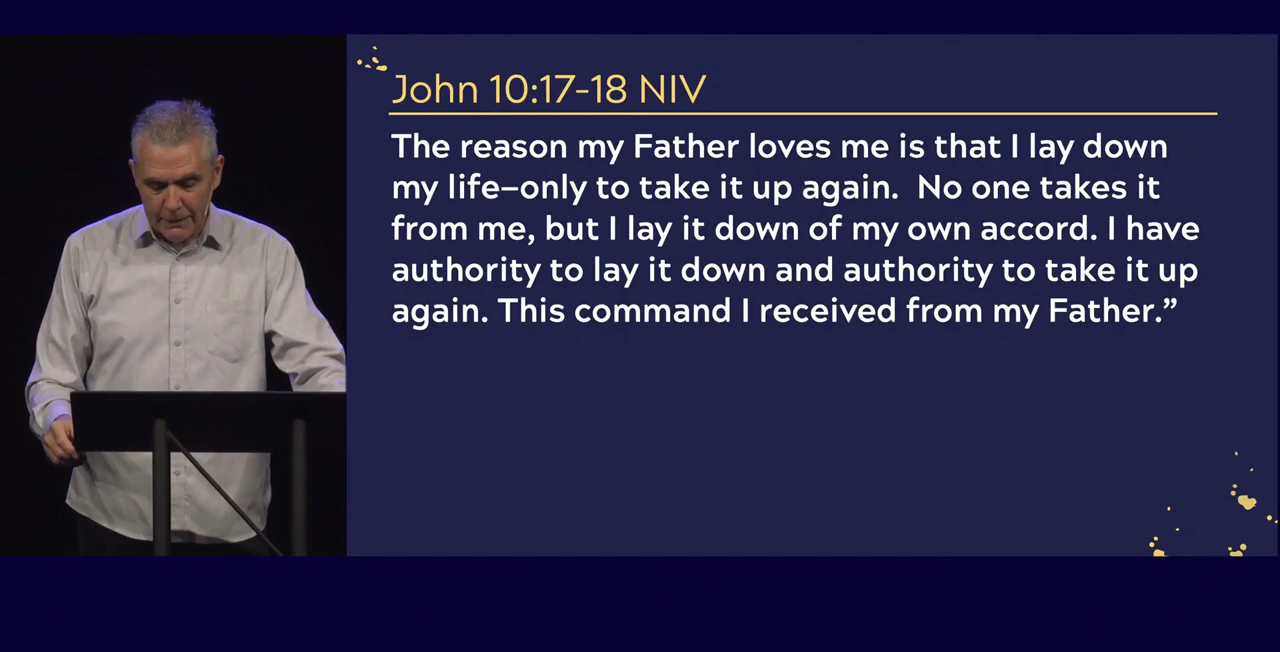 John 10:17-18 NIV
The reason my Father loves me is that I lay down
my life—only to take it up again.  No one takes it
from me, but I lay it down of my own accord. I have
authority to lay it down and authority to take it up
again. This command I received from my Father.”